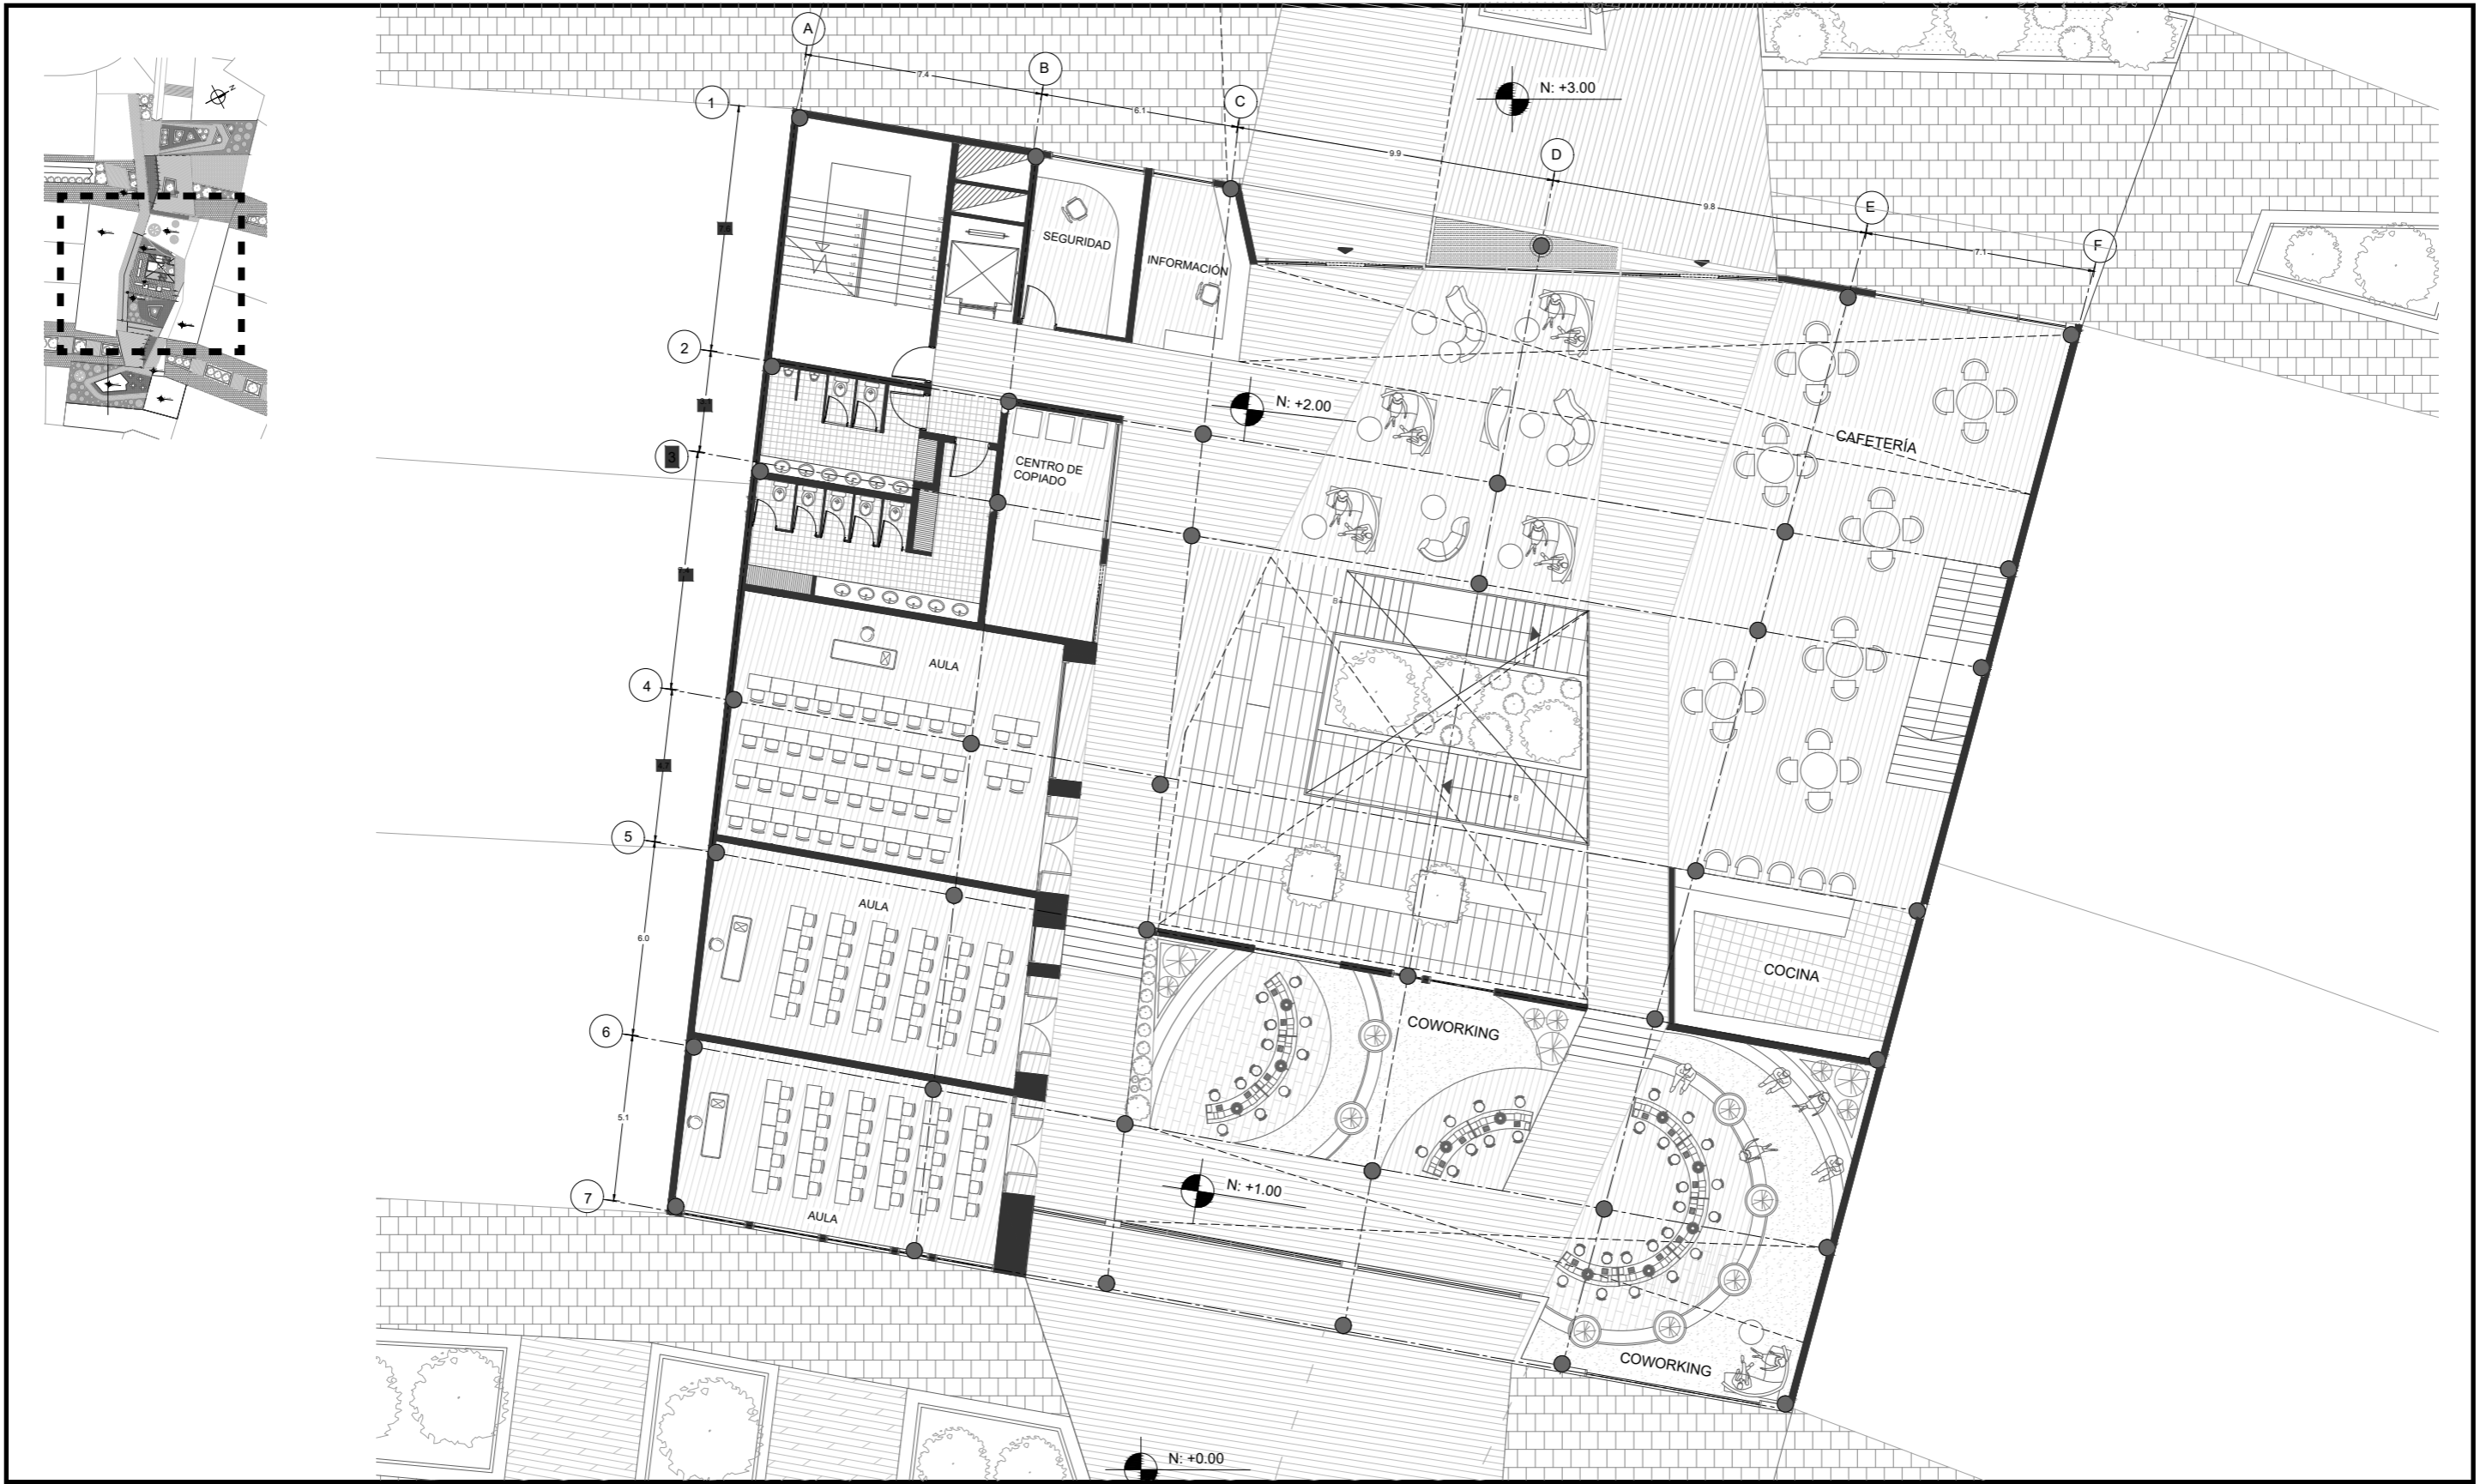 A
7.4
B
6.1
C
9.9
D
9.8
E
7.1
F
N: +3.00
1
2
3
4
5
6
7
6.0
5.1
SEGURIDAD
INFORMACIÓN
N: +2.00
CAFETERÍA
CENTRO DE
COPIADO
B
B
AULA
AULA
AULA
COCINA
COWORKING
COWORKING
N: +1.00
N: +0.00